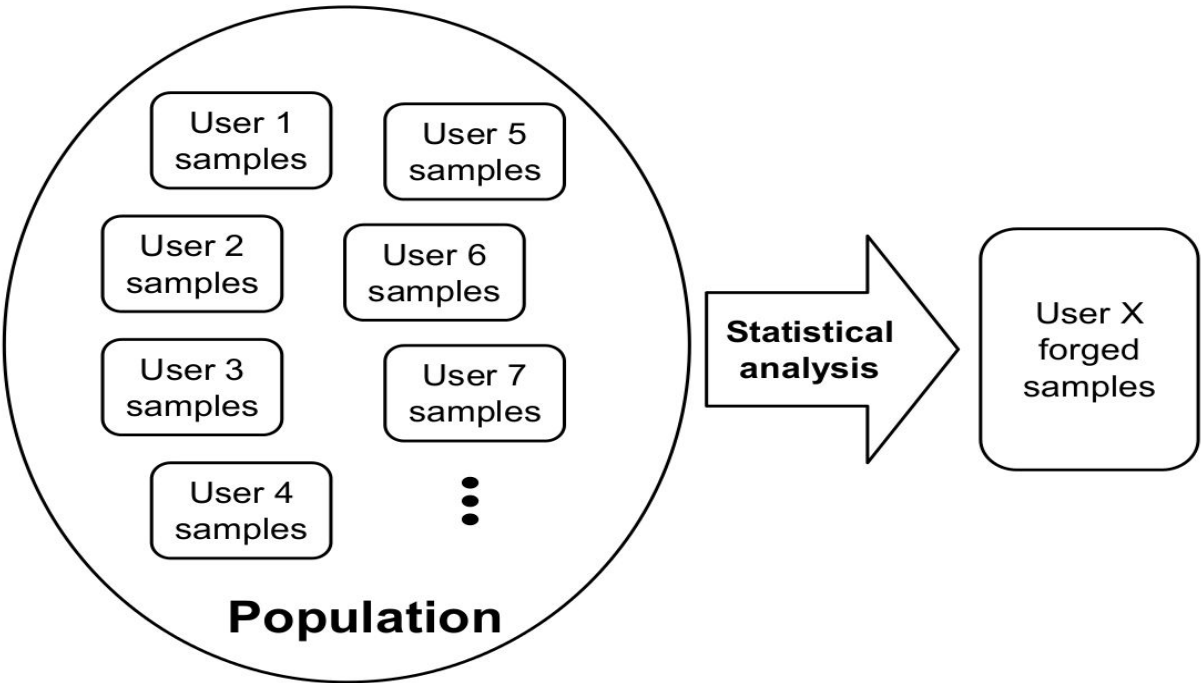 User 1
samples
User 2
samples
User 3
samples
User 4
samples
User 5
samples
User 6
samples
User 7
samples
Population
Statistical
analysis
User X
forged
samples